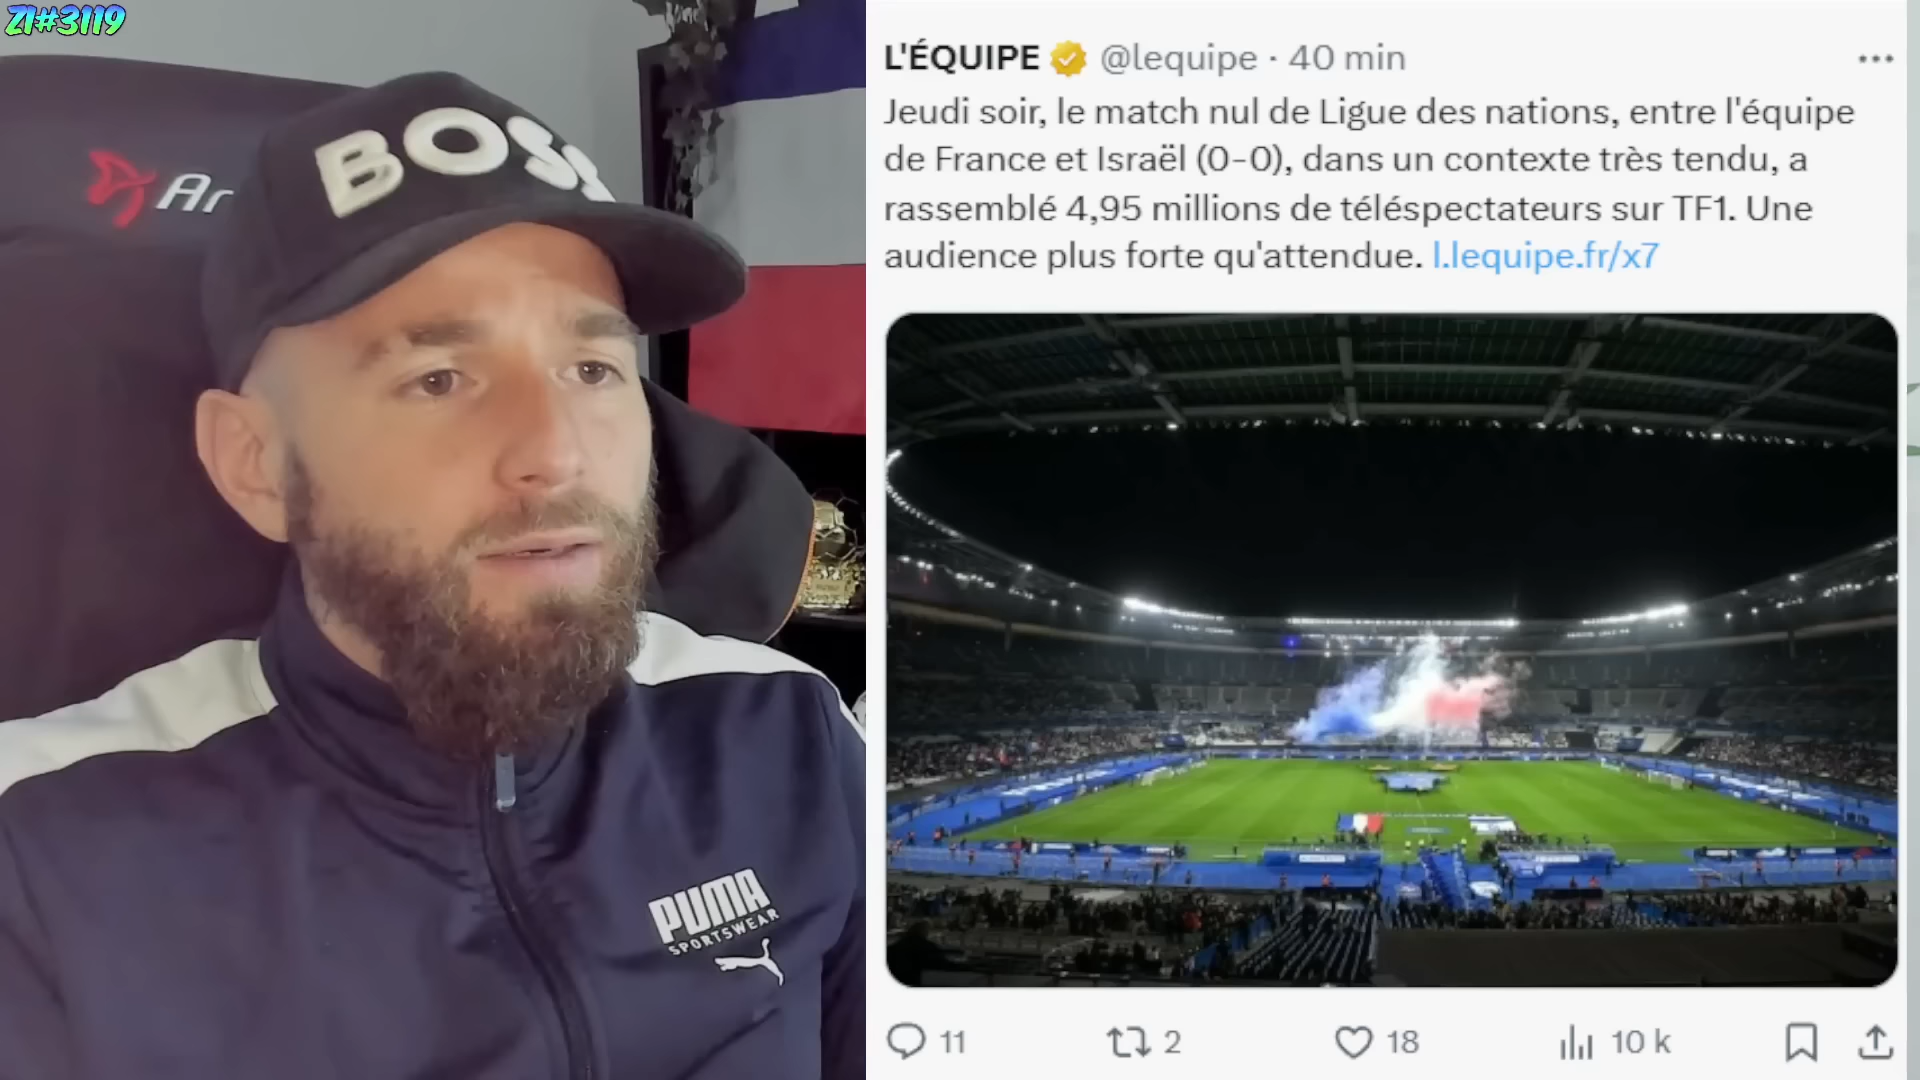 Z1#3119
BOSS
Ar
PUMA
SPORTSWEAR
L'ÉQUIPE @lequipe · 40 min
Jeudi soir, le match nul de Ligue des nations, entre l'équipe
de France et Israël (0-0), dans un contexte très tendu, a
rassemblé 4,95 millions de téléspectateurs sur TF1. Une
audience plus forte qu'attendue. l.lequipe.fr/x7
11 2 18 10 k